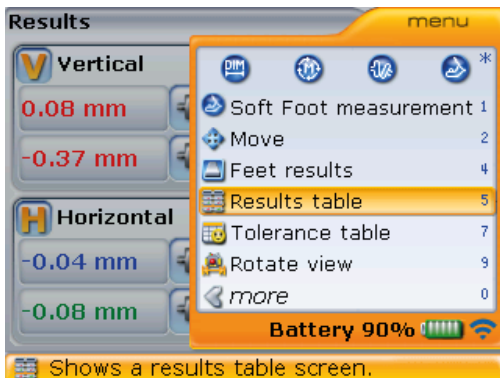 Results
menu
V Vertical
0.08 mm
-0.37 mm
H Horizontal
-0.04 mm
-0.08 mm
DIM
*
Soft Foot measurement 1
Move 2
Feet results 4
Results table 5
Tolerance table 7
Rotate view 9
more 0
Battery 90%
Shows a results table screen.